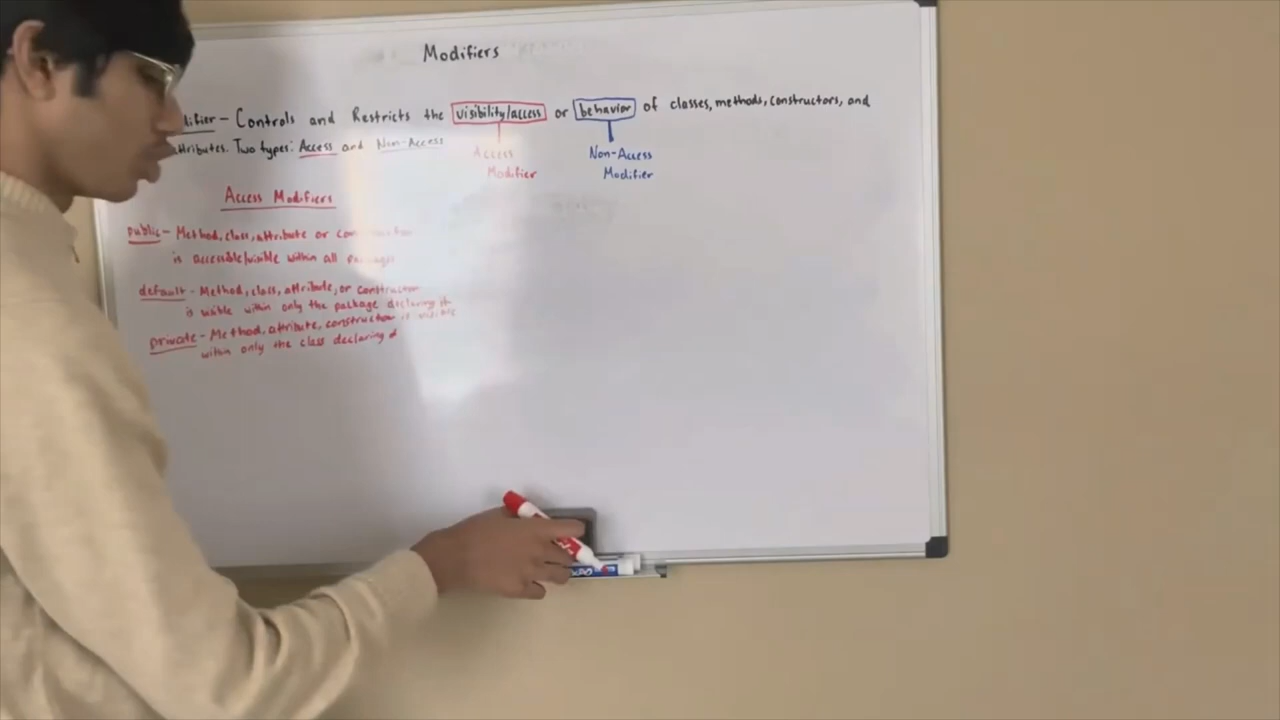 Modifiers
ifier - Controls and Restricts the visibility/access or behavior of classes, methods, constructors, and
ttributes. Two types: Access and Non-Access
Access Modifier
Non-Access Modifier
Access Modifiers
public - Method, class, attribute or
is accessible/visible within all
default - Method, class, attribute, or constructor
is visible within only the package declaring it
private - Method, attribute, constructor is visible
within only the class declaring
EXPO